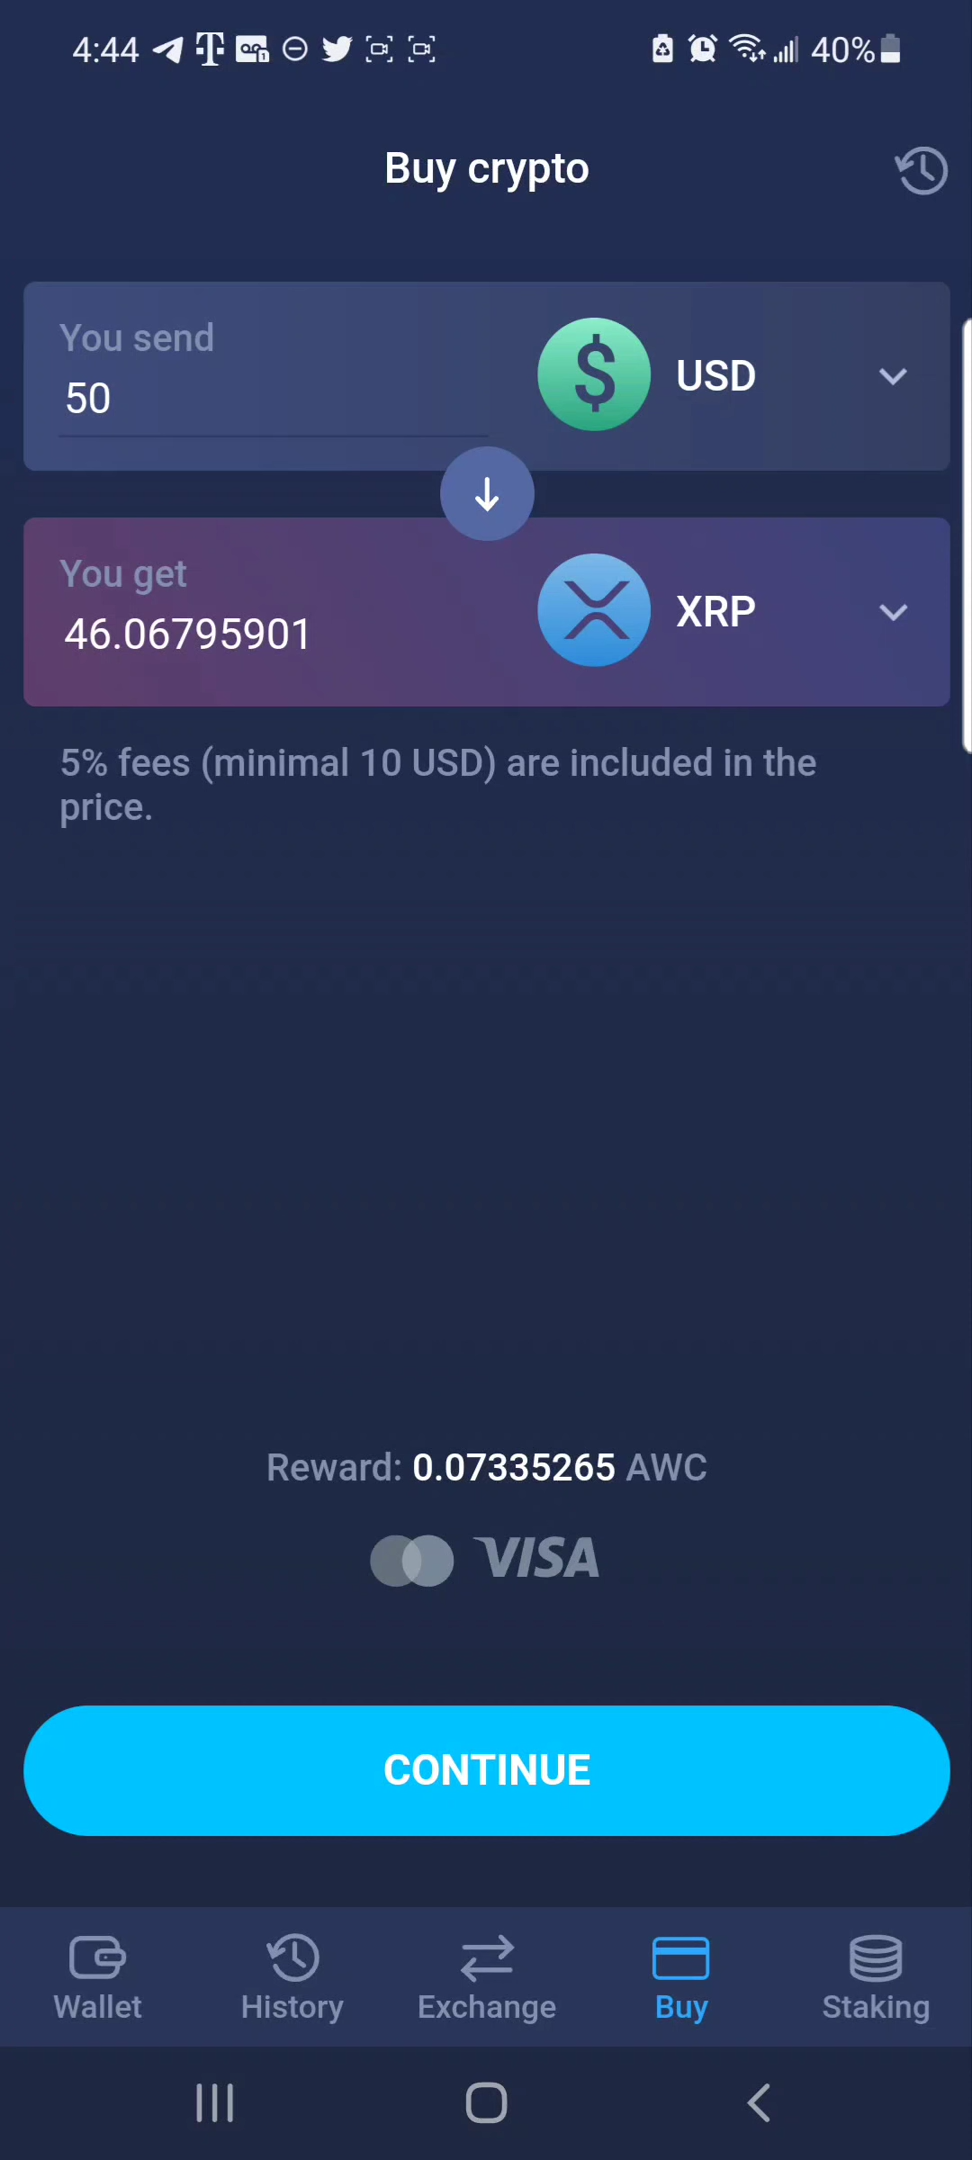 4:44 40%
Buy crypto
You send
50
USD
You get
46.06795901
XRP
5% fees (minimal 10 USD) are included in the
price.
Reward: 0.07335265 AWC
VISA
CONTINUE
Wallet History Exchange Buy Staking